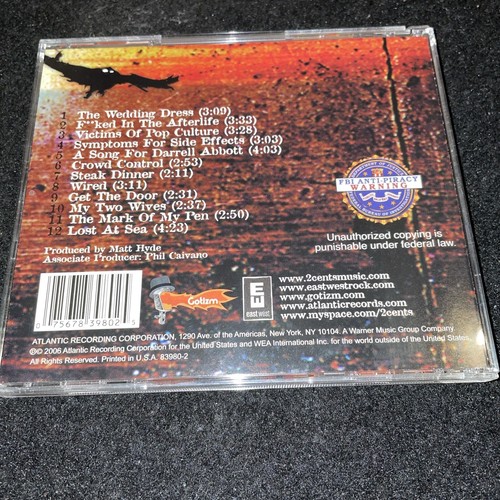 1 The Wedding Dress (3:09)
2 F**ked In The Afterlife (3:33)
3 Victims Of Pop Culture (3:28)
4 Symptoms For Side Effects (3:03)
5 A Song For Darrell Abbott (4:03)
6 Crowd Control (2:53)
7 Steak Dinner (2:11)
8 Wired (3:11)
9 Get The Door (2:31)
10 My Two Wives (2:37)
11 The Mark Of My Pen (2:50)
12 Lost At Sea (4:23)
Produced by Matt Hyde
Associate Producer: Phil Caivano
FBI ANTI-PIRACY
WARNING
Unauthorized copying is
punishable under federal law.
www.2centsmusic.com
www.eastwestrock.com
www.gotizm.com
www.atlanticrecords.com
www.myspace.com/2cents
Gotizm
east west
0 75678 39802 5
ATLANTIC RECORDING CORPORATION, 1290 Ave. of the Americas, New York, NY 10104. A Warner Music Group Company.
©℗ 2006 Atlantic Recording Corporation for the United States and WEA International Inc. for the world outside of the United States.
All Rights Reserved. Printed in U.S.A. 83980-2